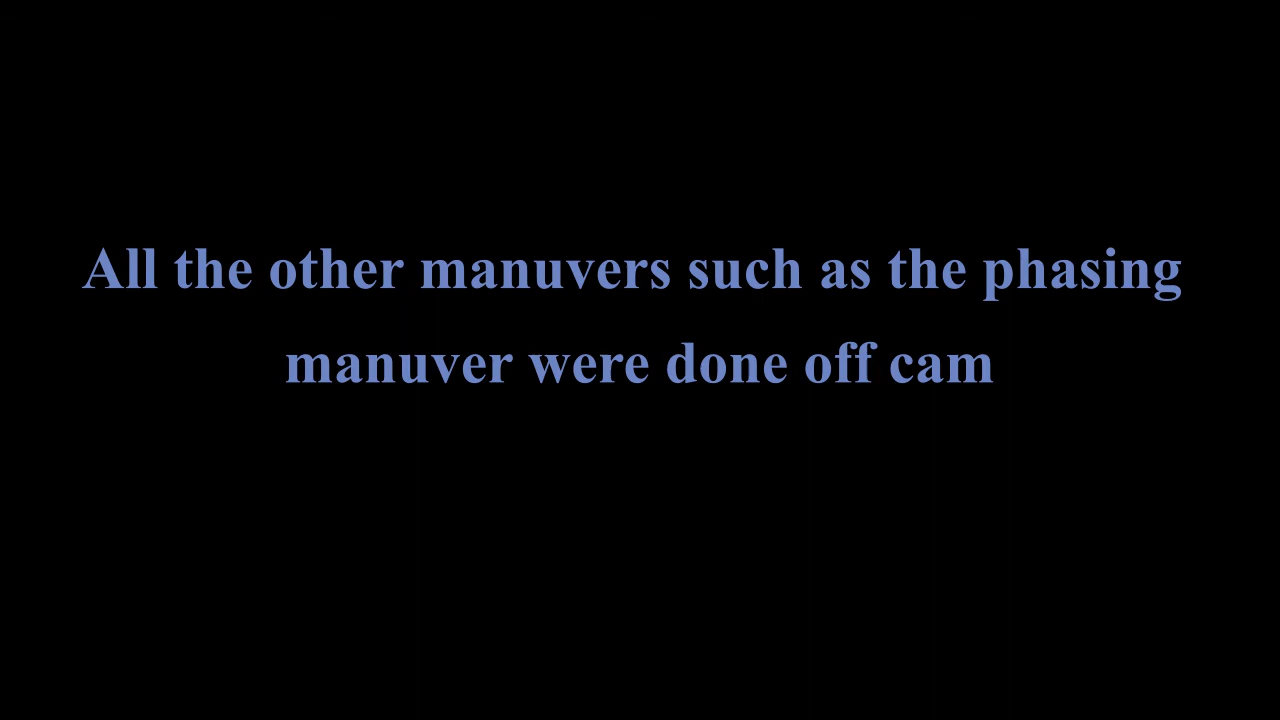 All the other manuvers such as the phasing
manuver were done off cam